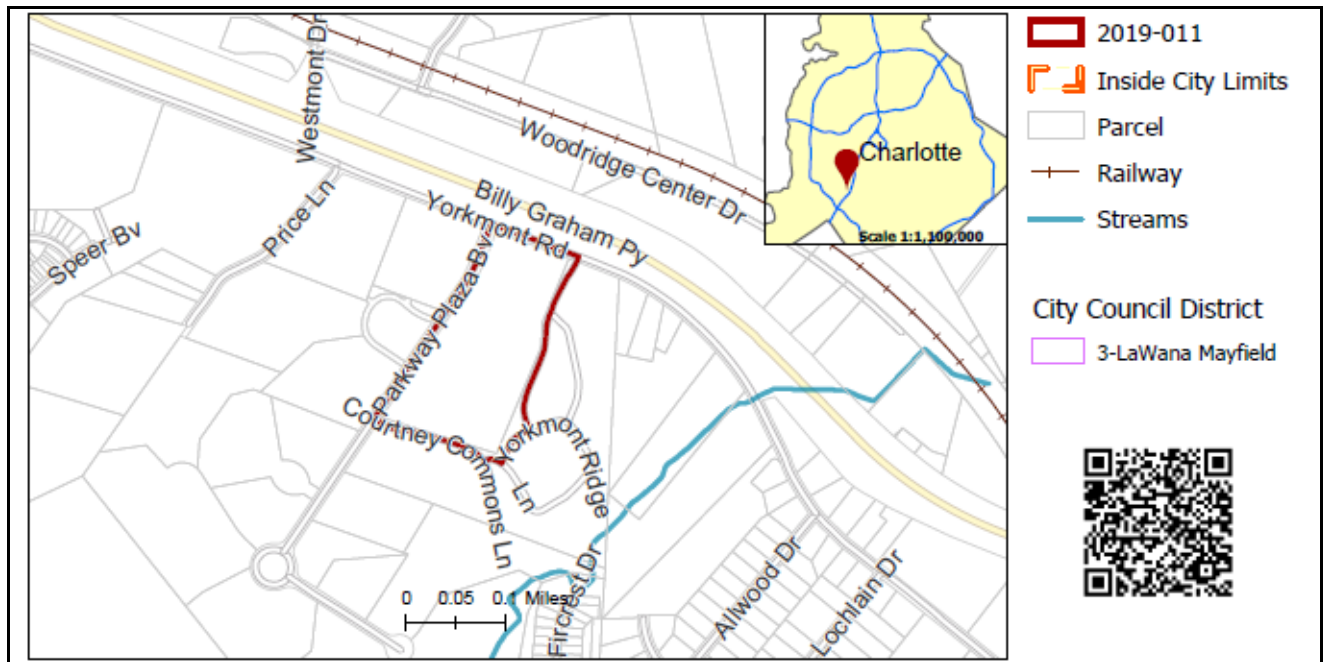 Westmont Dr
Woodridge Center Dr
Billy Graham Py
Yorkmont Rd
Price Ln
Speer Bv
Parkway Plaza Bv
Courtney Commons Ln
Yorkmont Ridge
Ln
Fircrest Dr
Allwood Dr
Lochlain Dr
0 0.05 0.1 Miles
Charlotte
Scale 1:1,100,000
2019-011
Inside City Limits
Parcel
Railway
Streams
City Council District
3-LaWana Mayfield